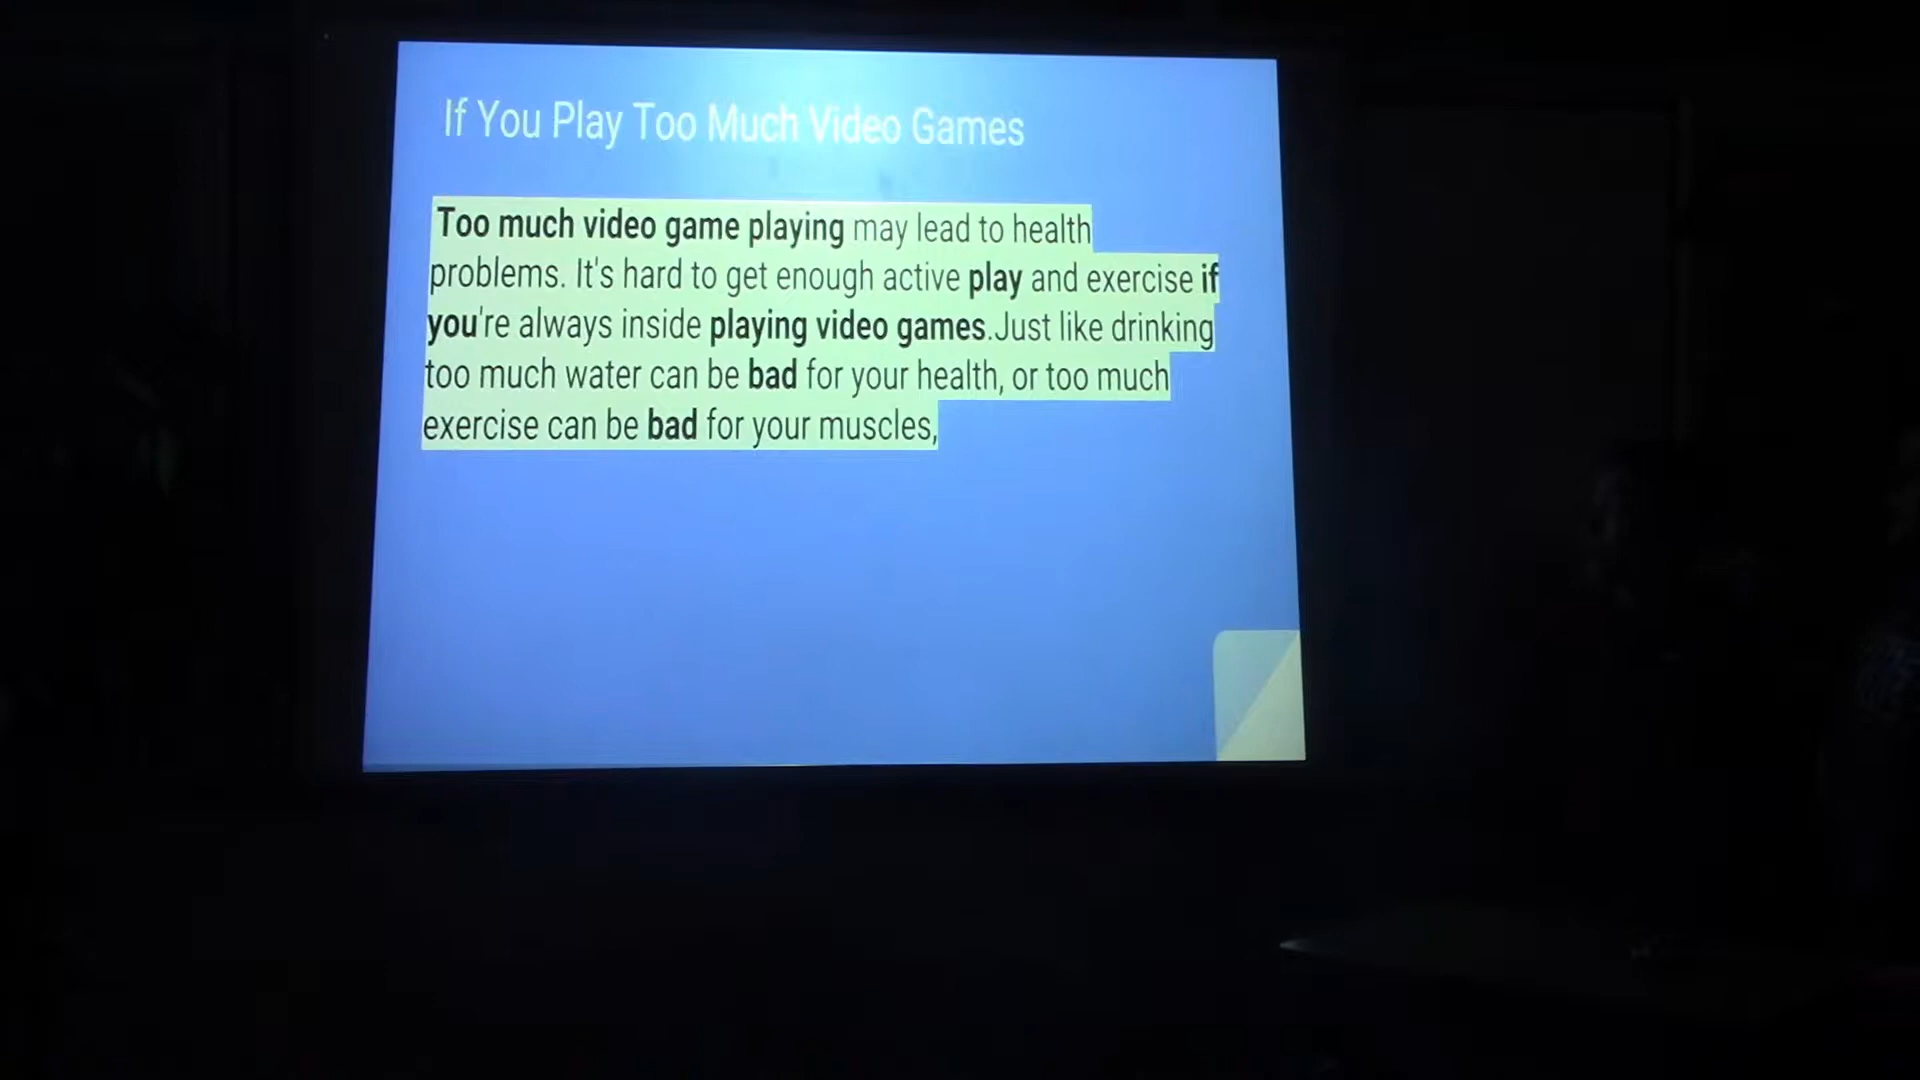 If You Play Too Much Video Games
Too much video game playing may lead to health
problems. It's hard to get enough active play and exercise if
you're always inside playing video games.Just like drinking
too much water can be bad for your health, or too much
exercise can be bad for your muscles,